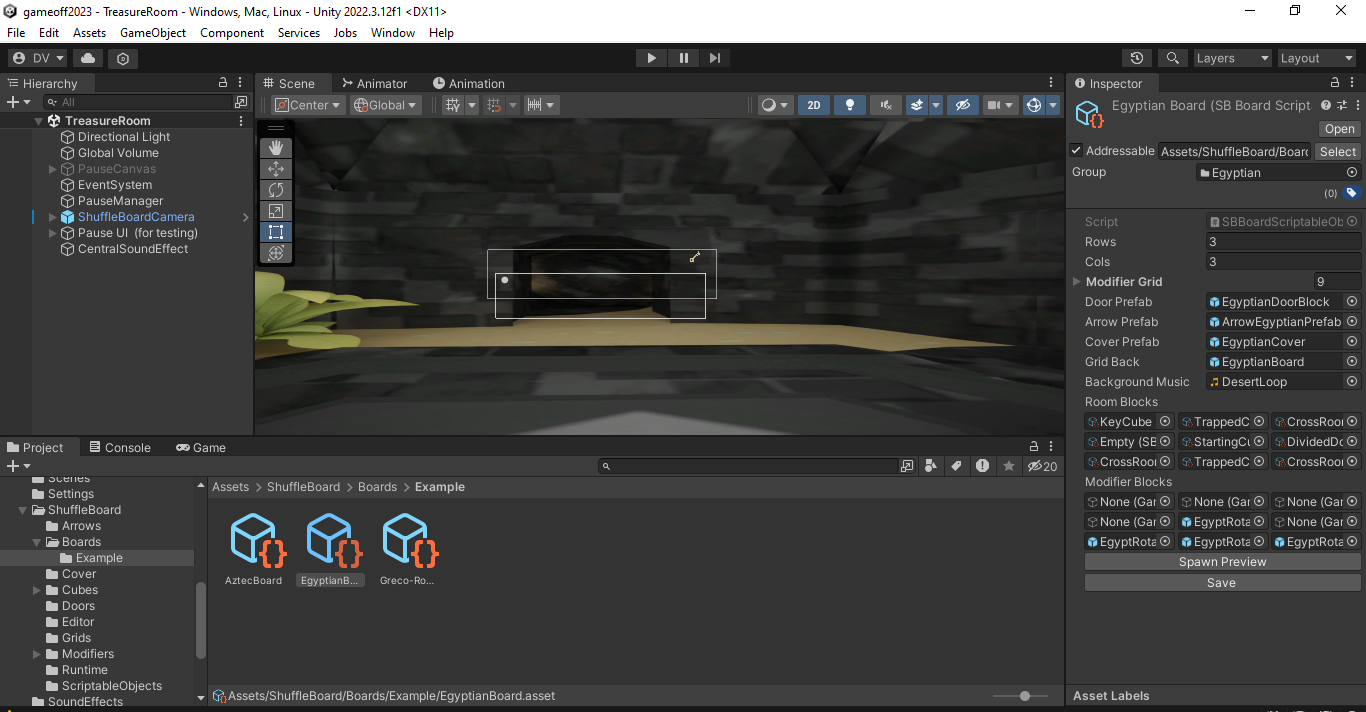 gameoff2023 - TreasureRoom - Windows, Mac, Linux - Unity 2022.3.12f1 <DX11>
File Edit Assets GameObject Component Services Jobs Window Help
DV Layers Layout
Hierarchy
All
TreasureRoom
Directional Light
Global Volume
PauseCanvas
EventSystem
PauseManager
ShuffleBoardCamera
Pause UI (for testing)
CentralSoundEffect
Scene Animator Animation
Center Global 2D
Inspector
Egyptian Board (SB Board Script
Open
Addressable Assets/ShuffleBoard/Board Select
Group Egyptian
(0)
Script SBBoardScriptableOb
Rows 3
Cols 3
Modifier Grid 9
Door Prefab EgyptianDoorBlock
Arrow Prefab ArrowEgyptianPrefab
Cover Prefab EgyptianCover
Grid Back EgyptianBoard
Background Music DesertLoop
Room Blocks
KeyCube TrappedC CrossRoor
Empty (SB StartingCu DividedDo
CrossRoor TrappedC CrossRoor
Modifier Blocks
None (Gar None (Gar None (Gar
None (Gar EgyptRota None (Gar
EgyptRota EgyptRota EgyptRota
Spawn Preview
Save
Asset Labels
Project Console Game
20
Scenes
Settings
ShuffleBoard
Arrows
Boards
Example
Cover
Cubes
Doors
Editor
Grids
Modifiers
Runtime
ScriptableObjects
SoundEffects
Assets > ShuffleBoard > Boards > Example
AztecBoard EgyptianB... Greco-Ro...
Assets/ShuffleBoard/Boards/Example/EgyptianBoard.asset